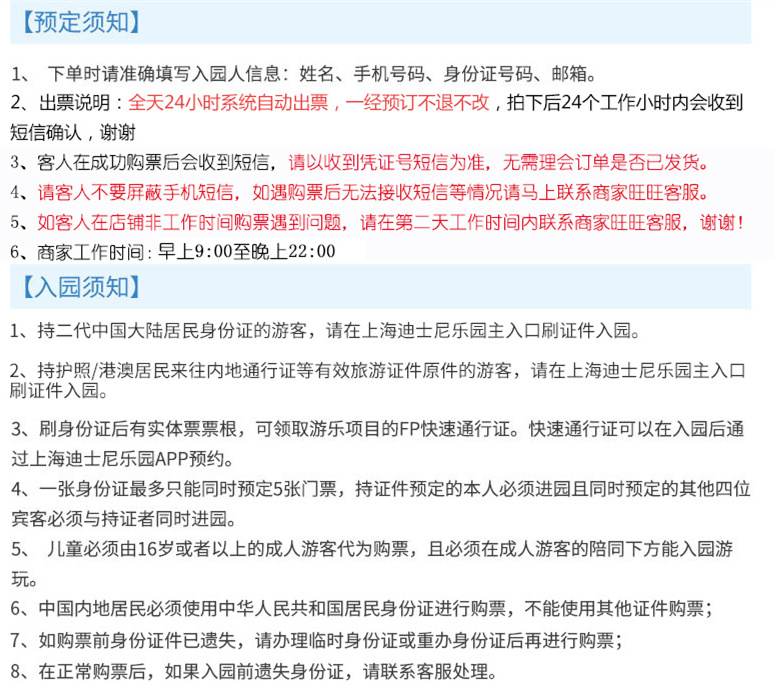 【预定须知】
1、 下单时请准确填写入园人信息：姓名、手机号码、身份证号码、邮箱。
2、出票说明：全天24小时系统自动出票，一经预订不退不改，拍下后24个工作小时内会收到
短信确认，谢谢
3、客人在成功购票后会收到短信，请以收到凭证号短信为准，无需理会订单是否已发货。
4、请客人不要屏蔽手机短信，如遇购票后无法接收短信等情况请马上联系商家旺旺客服。
5、如客人在店铺非工作时间购票遇到问题，请在第二天工作时间内联系商家旺旺客服，谢谢！
6、商家工作时间：早上9:00至晚上22:00
【入园须知】
1、持二代中国大陆居民身份证的游客，请在上海迪士尼乐园主入口刷证件入园。
2、持护照/港澳居民来往内地通行证等有效旅游证件原件的游客，请在上海迪士尼乐园主入口
刷证件入园。
3、刷身份证后有实体票票根，可领取游乐项目的FP快速通行证。快速通行证可以在入园后通
过上海迪士尼乐园APP预约。
4、一张身份证最多只能同时预定5张门票，持证件预定的本人必须进园且同时预定的其他四位
宾客必须与持证者同时进园。
5、 儿童必须由16岁或者以上的成人游客代为购票，且必须在成人游客的陪同下方能入园游
玩。
6、中国内地居民必须使用中华人民共和国居民身份证进行购票，不能使用其他证件购票；
7、如购票前身份证件已遗失，请办理临时身份证或重办身份证后再进行购票；
8、在正常购票后，如果入园前遗失身份证，请联系客服处理。